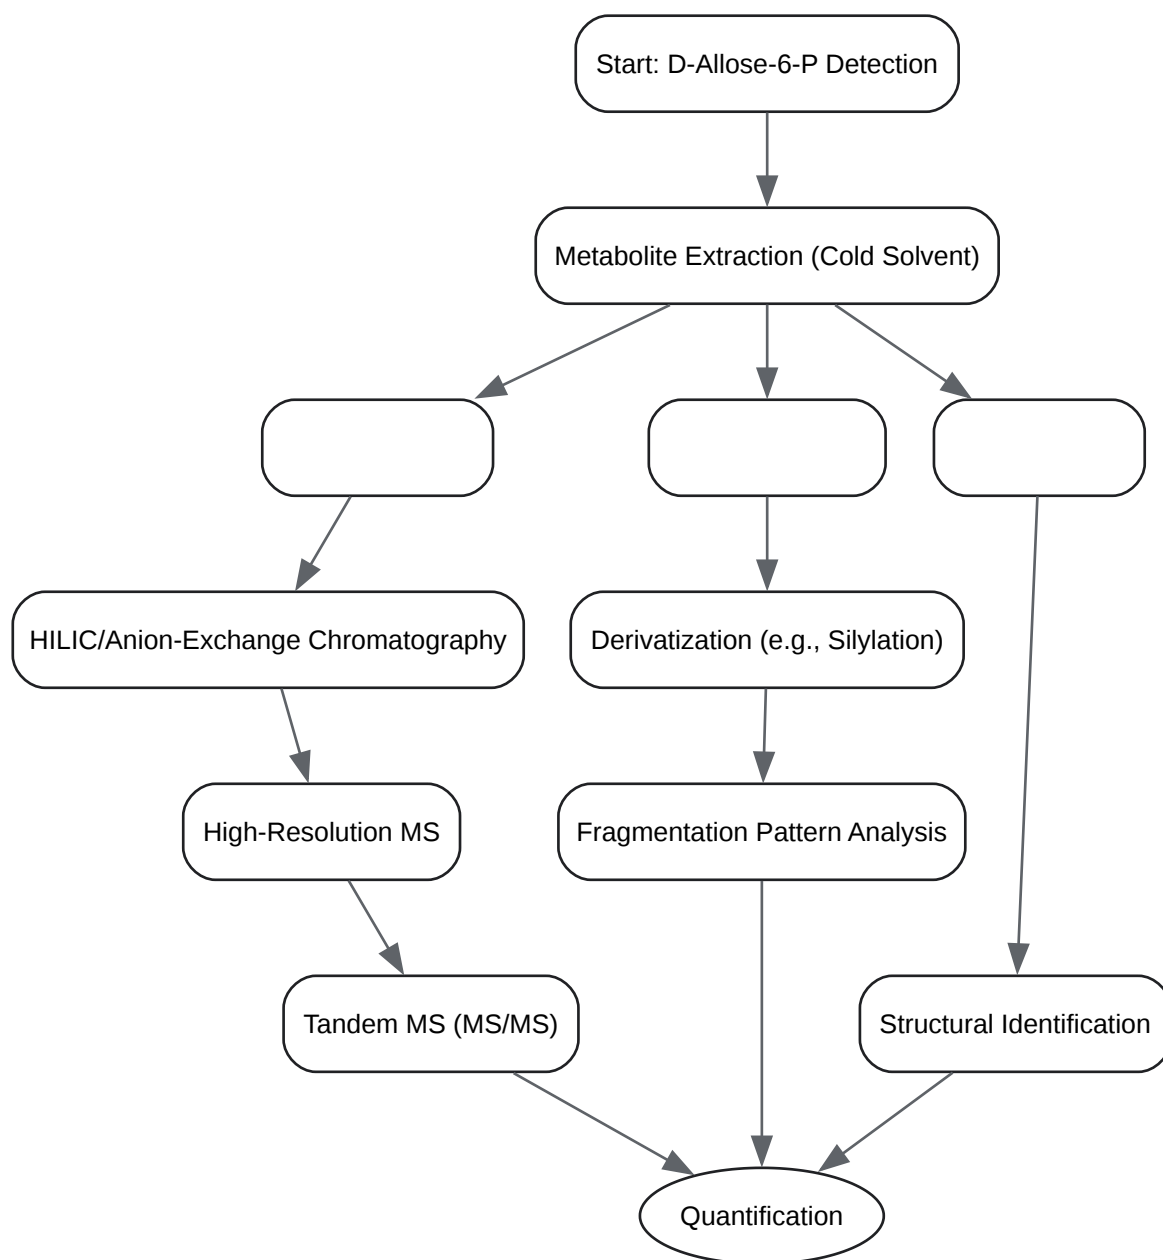 Start: D-Allose-6-P Detection
Metabolite Extraction (Cold Solvent)
HILIC/Anion-Exchange Chromatography
Derivatization (e.g., Silylation)
High-Resolution MS
Fragmentation Pattern Analysis
Tandem MS (MS/MS)
Structural Identification
Quantification